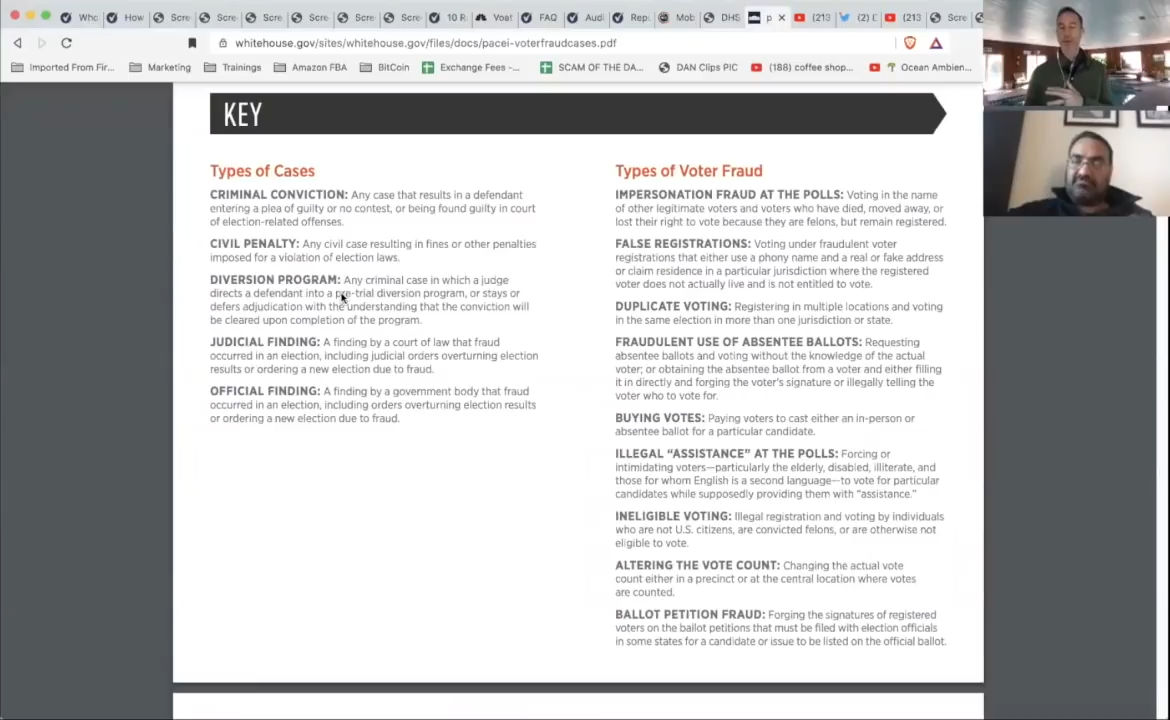 Whc
How
Scre
Scre
Scre
Scre
Scre
Scre
10 R
Voat
FAQ
Audi
Rep
Mob
DHS
p
(213
(2) D
(213
Scre
whitehouse.gov/sites/whitehouse.gov/files/docs/pacei-voterfraudcases.pdf
Imported From Fir...
Marketing
Trainings
Amazon FBA
BitCoin
Exchange Fees -...
SCAM OF THE DA...
DAN Clips PIC
(188) coffee shop...
Ocean Ambien...
KEY
Types of Cases
CRIMINAL CONVICTION: Any case that results in a defendant
entering a plea of guilty or no contest, or being found guilty in court
of election-related offenses.
CIVIL PENALTY: Any civil case resulting in fines or other penalties
imposed for a violation of election laws.
DIVERSION PROGRAM: Any criminal case in which a judge
directs a defendant into a pre-trial diversion program, or stays or
defers adjudication with the understanding that the conviction will
be cleared upon completion of the program.
JUDICIAL FINDING: A finding by a court of law that fraud
occurred in an election, including judicial orders overturning election
results or ordering a new election due to fraud.
OFFICIAL FINDING: A finding by a government body that fraud
occurred in an election, including orders overturning election results
or ordering a new election due to fraud.
Types of Voter Fraud
IMPERSONATION FRAUD AT THE POLLS: Voting in the name
of other legitimate voters and voters who have died, moved away, or
lost their right to vote because they are felons, but remain registered.
FALSE REGISTRATIONS: Voting under fraudulent voter
registrations that either use a phony name and a real or fake address
or claim residence in a particular jurisdiction where the registered
voter does not actually live and is not entitled to vote.
DUPLICATE VOTING: Registering in multiple locations and voting
in the same election in more than one jurisdiction or state.
FRAUDULENT USE OF ABSENTEE BALLOTS: Requesting
absentee ballots and voting without the knowledge of the actual
voter; or obtaining the absentee ballot from a voter and either filling
it in directly and forging the voter's signature or illegally telling the
voter who to vote for.
BUYING VOTES: Paying voters to cast either an in-person or
absentee ballot for a particular candidate.
ILLEGAL “ASSISTANCE” AT THE POLLS: Forcing or
intimidating voters—particularly the elderly, disabled, illiterate, and
those for whom English is a second language—to vote for particular
candidates while supposedly providing them with “assistance.”
INELIGIBLE VOTING: Illegal registration and voting by individuals
who are not U.S. citizens, are convicted felons, or are otherwise not
eligible to vote.
ALTERING THE VOTE COUNT: Changing the actual vote
count either in a precinct or at the central location where votes
are counted.
BALLOT PETITION FRAUD: Forging the signatures of registered
voters on the ballot petitions that must be filed with election officials
in some states for a candidate or issue to be listed on the official ballot.